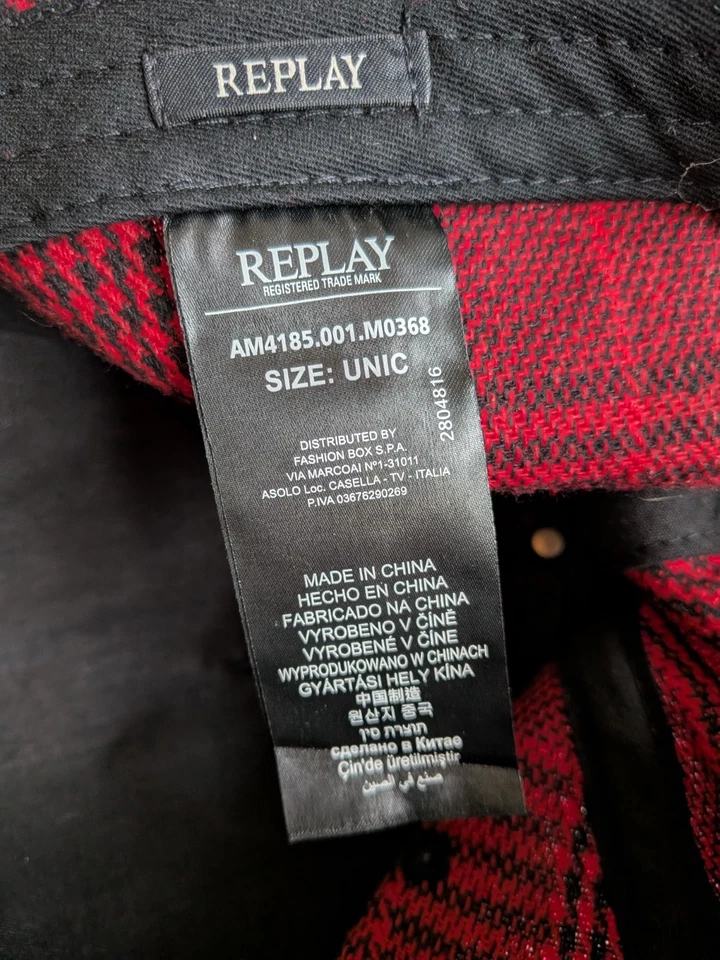 REPLAY
REPLAY
REGISTERED TRADE MARK
AM4185.001.M0368
SIZE: UNIC
2804816
DISTRIBUTED BY
FASHION BOX S.P.A.
VIA MARCOAI Nº1-31011
ASOLO Loc. CASELLA - TV - ITALIA
P.IVA 03676290269
MADE IN CHINA
HECHO EN CHINA
FABRICADO NA CHINA
VYROBENO V ČÍNĚ
VYROBENÉ V ČÍNE
WYPRODUKOWANO W CHINACH
GYÁRTÁSI HELY KÍNA
中国制造
원산지 중국
תוצרת סין
сделано в Китае
Çin'de üretilmiştir
صنع في الصين